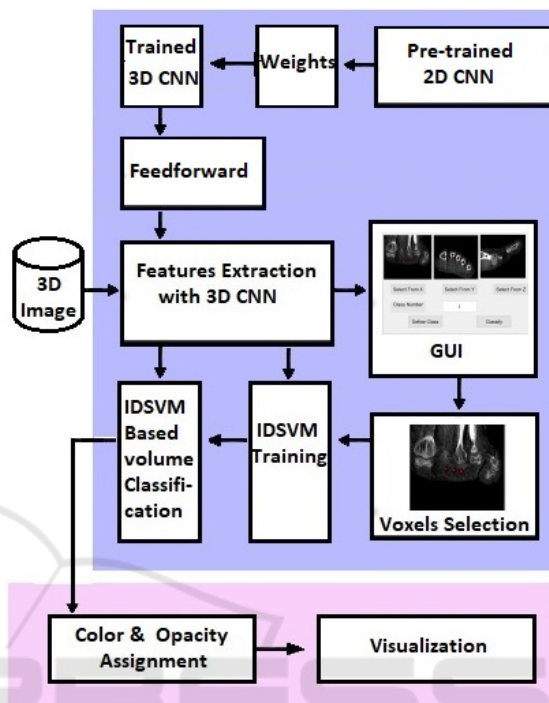 Trained
3D CNN
Weights
Pre-trained
2D CNN
Feedforward
3D
Image
Features Extraction
with 3D CNN
Select From X
Select From Y
Select From Z
Class Number
1
Define Class
Classify
GUI
IDSVM
Based
volume
Classifi-
cation
IDSVM
Training
Voxels Selection
Color & Opacity
Assignment
Visualization
PRESS